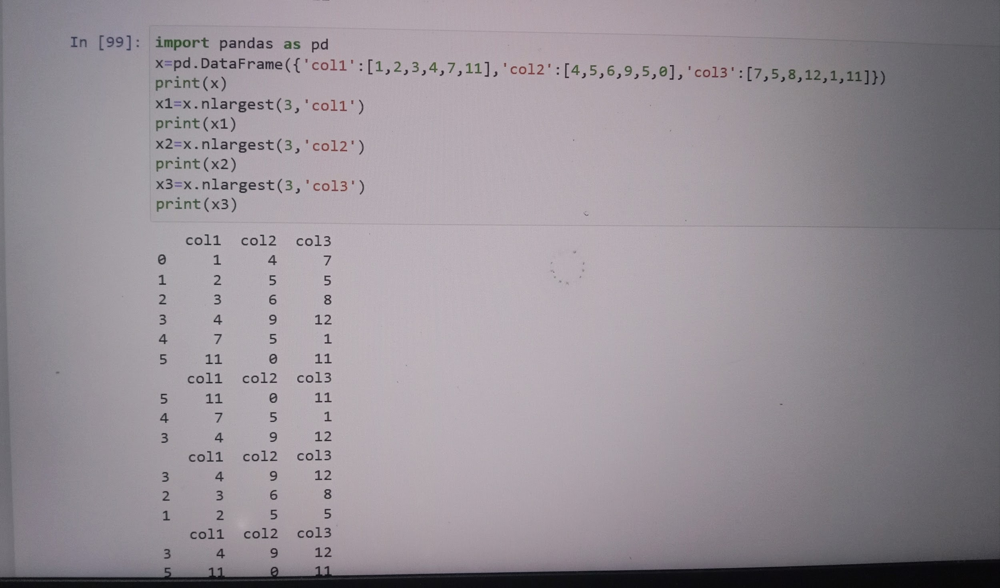 In [99]: import pandas as pd
x=pd.DataFrame({'col1':[1,2,3,4,7,11],'col2':[4,5,6,9,5,0],'col3':[7,5,8,12,1,11]})
print(x)
x1=x.nlargest(3,'col1')
print(x1)
x2=x.nlargest(3,'col2')
print(x2)
x3=x.nlargest(3,'col3')
print(x3)
col1 col2 col3
0 1 4 7
1 2 5 5
2 3 6 8
3 4 9 12
4 7 5 1
5 11 0 11
col1 col2 col3
5 11 0 11
4 7 5 1
3 4 9 12
col1 col2 col3
3 4 9 12
2 3 6 8
1 2 5 5
col1 col2 col3
3 4 9 12
5 11 0 11